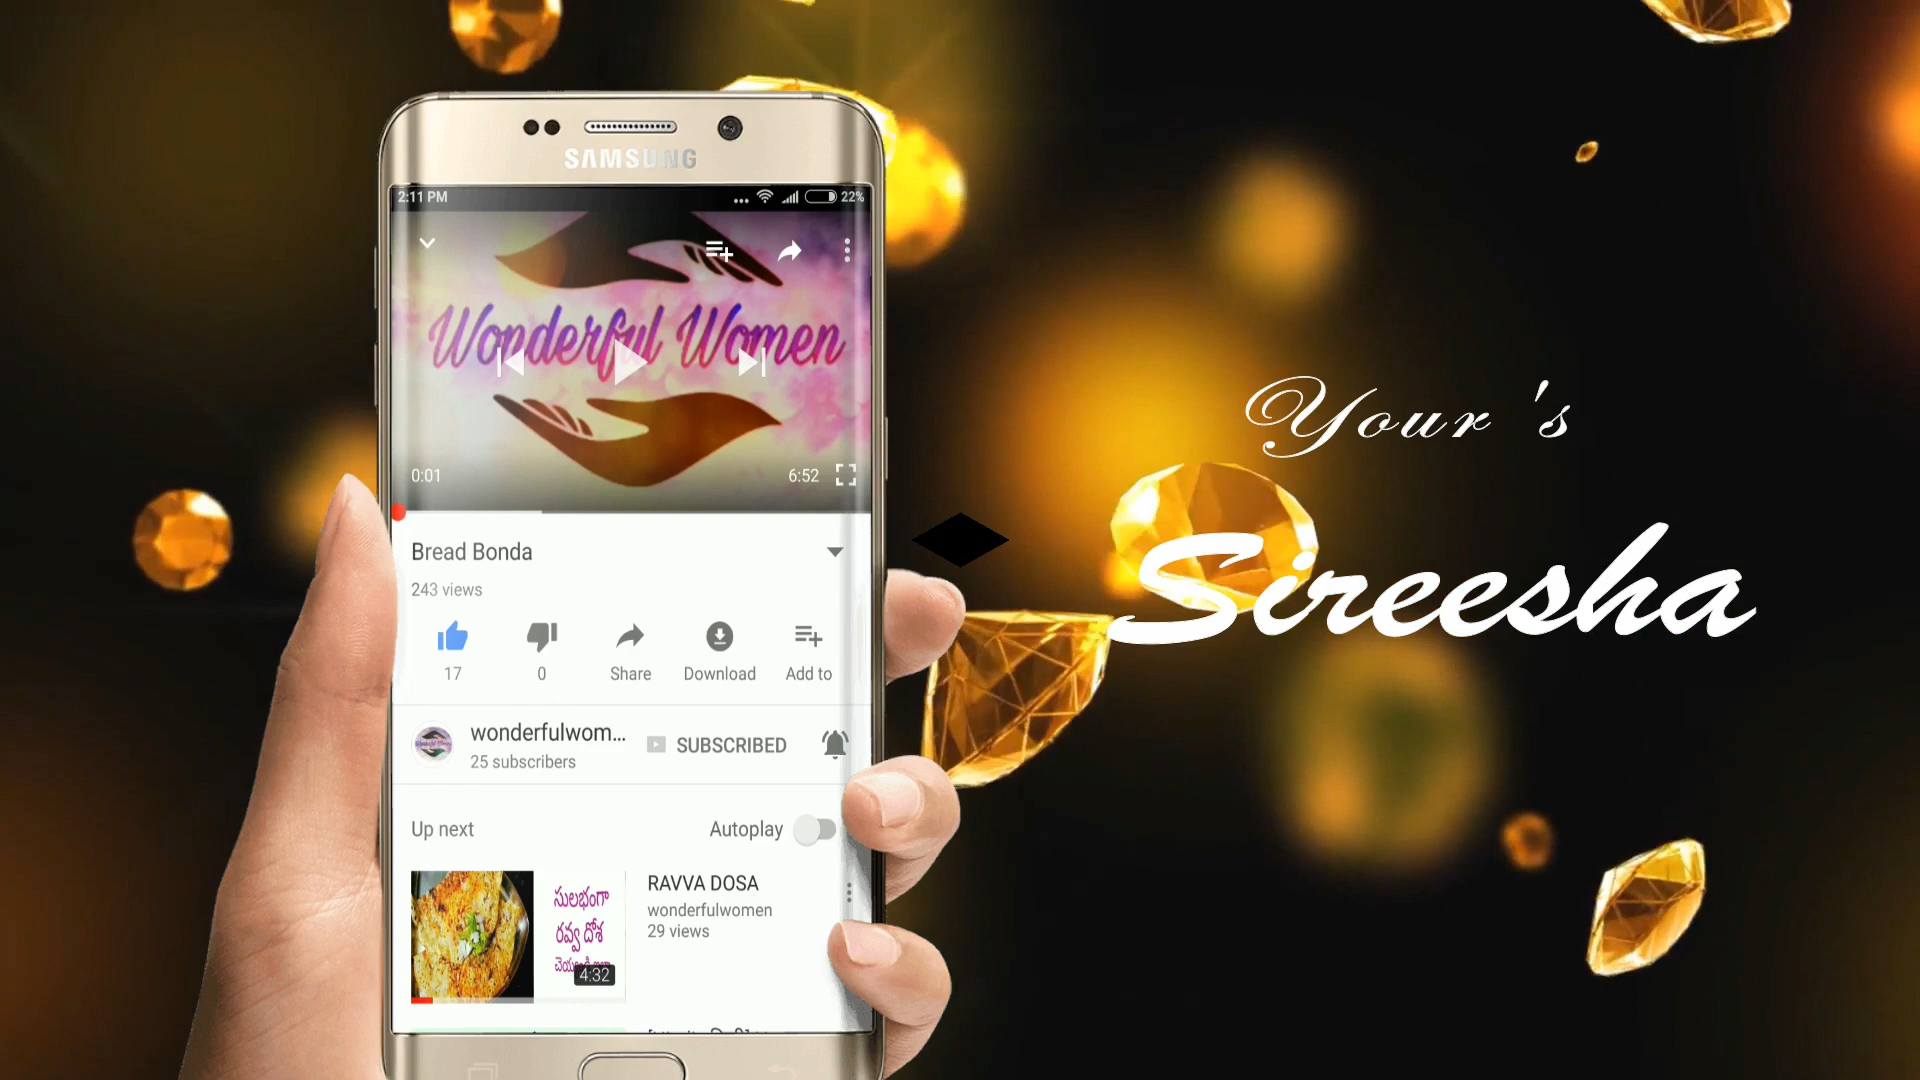 SAMSUNG
2:11 PM
22%
Wonderful Women
0:01
6:52
Bread Bonda
243 views
17
0
Share
Download
Add to
wonderfulwom...
25 subscribers
SUBSCRIBED
Up next
Autoplay
సులభంగా
రవ్వ దోశ
4:32
RAVVA DOSA
wonderfulwomen
29 views
Your 's
Sireesha